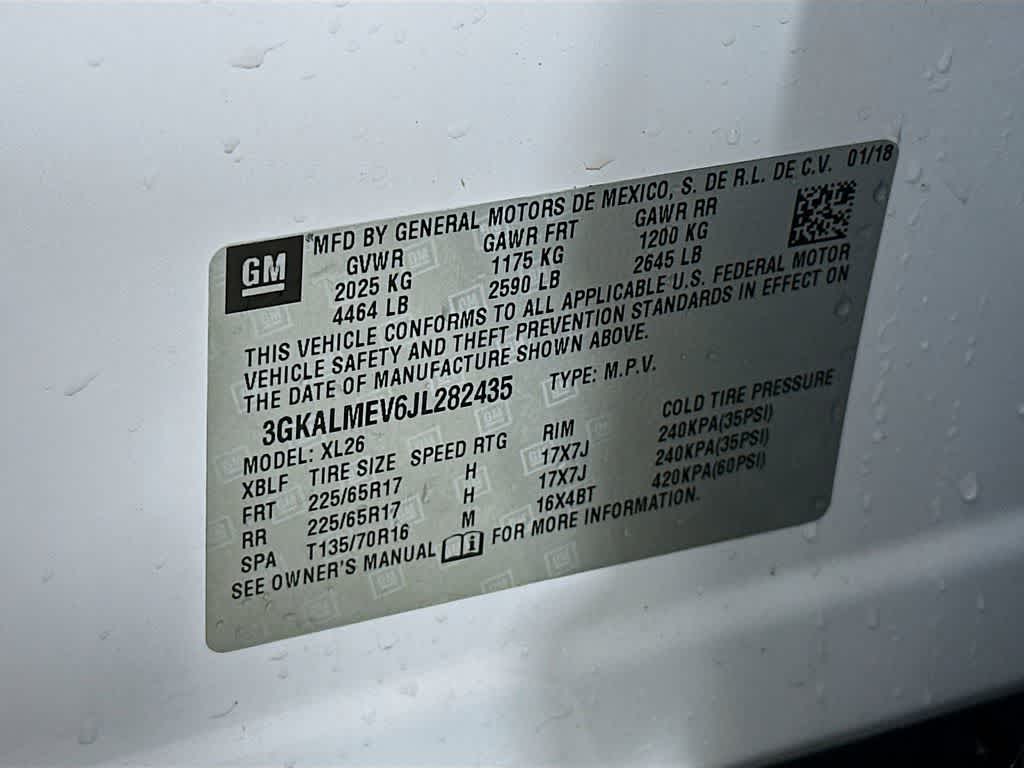 GM
MFD BY GENERAL MOTORS DE MEXICO, S. DE R.L. DE C.V. 01/18
GVWR GAWR FRT GAWR RR
2025 KG 1175 KG 1200 KG
4464 LB 2590 LB 2645 LB
THIS VEHICLE CONFORMS TO ALL APPLICABLE U.S. FEDERAL MOTOR
VEHICLE SAFETY AND THEFT PREVENTION STANDARDS IN EFFECT ON
THE DATE OF MANUFACTURE SHOWN ABOVE.
3GKALMEV6JL282435 TYPE: M.P.V.
MODEL: XL26
XBLF TIRE SIZE SPEED RTG RIM COLD TIRE PRESSURE
FRT 225/65R17 H 17X7J 240KPA(35PSI)
RR 225/65R17 H 17X7J 240KPA(35PSI)
SPA T135/70R16 M 16X4BT 420KPA(60PSI)
SEE OWNER'S MANUAL FOR MORE INFORMATION.